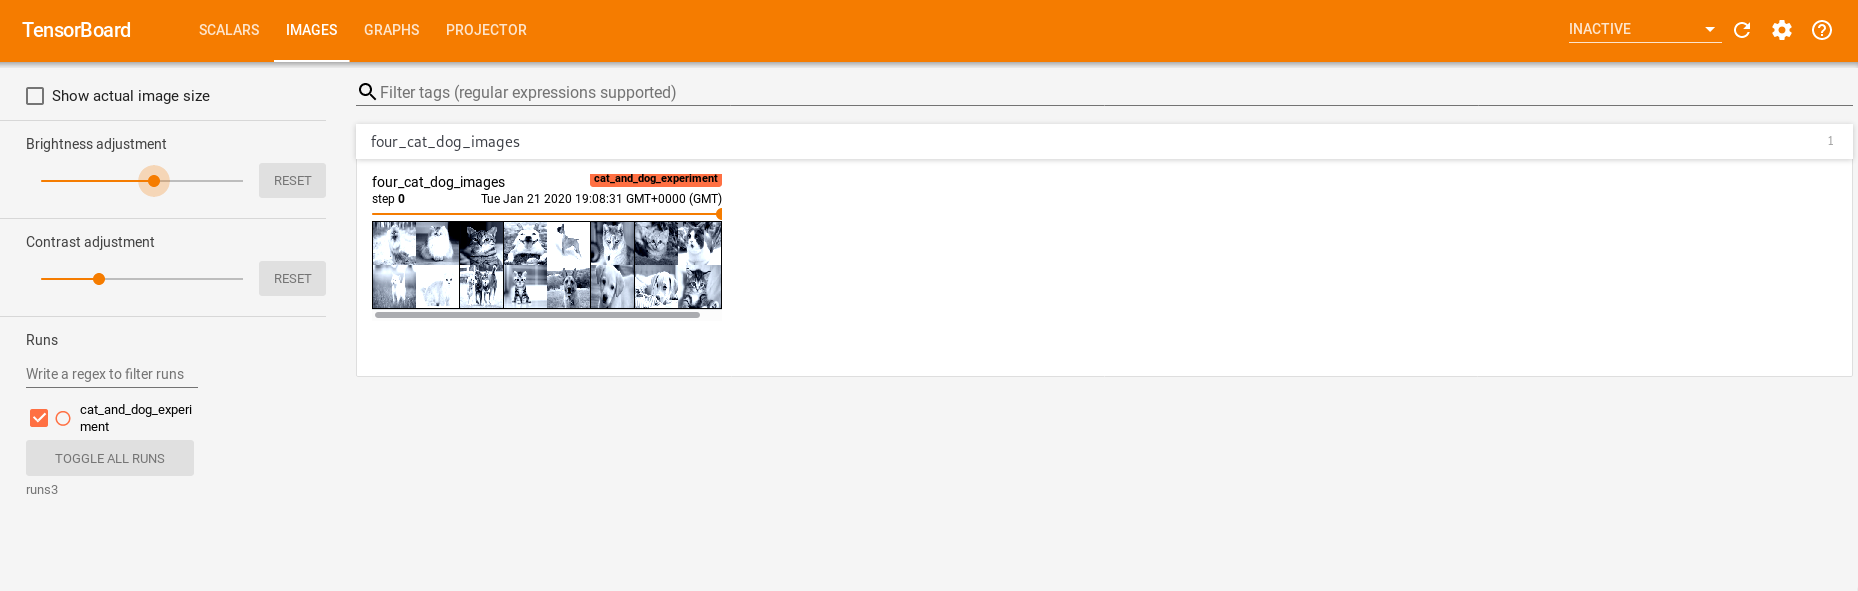 TensorBoard SCALARS IMAGES GRAPHS PROJECTOR INACTIVE
Show actual image size
Brightness adjustment
RESET
Contrast adjustment
RESET
Runs
Write a regex to filter runs
cat_and_dog_experi
ment
TOGGLE ALL RUNS
runs3
Filter tags (regular expressions supported)
four_cat_dog_images 1
four_cat_dog_images cat_and_dog_experiment
step 0 Tue Jan 21 2020 19:08:31 GMT+0000 (GMT)